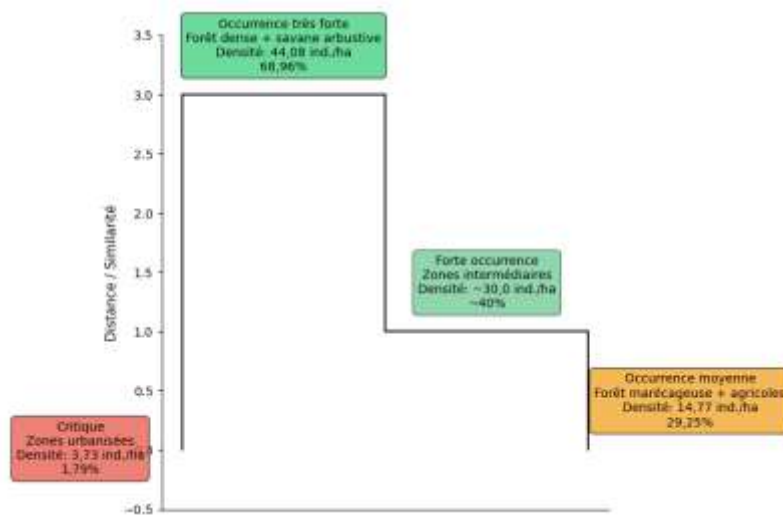 Occurrence très forte
Forêt dense + savane arbustive
Densité: 44,08 ind./ha
68,96%
3.5
3.0
2.5
2.0
1.5
1.0
0.5
−0.5
Distance / Similarité
Forte occurrence
Zones intermédiaires
Densité: ~30,0 ind./ha
~40%
Occurrence moyenne
Forêt marécageuse + agricoles
Densité: 14,77 ind./ha
29,25%
Critique
Zones urbanisées
Densité: 3,73 ind./ha
1,79%